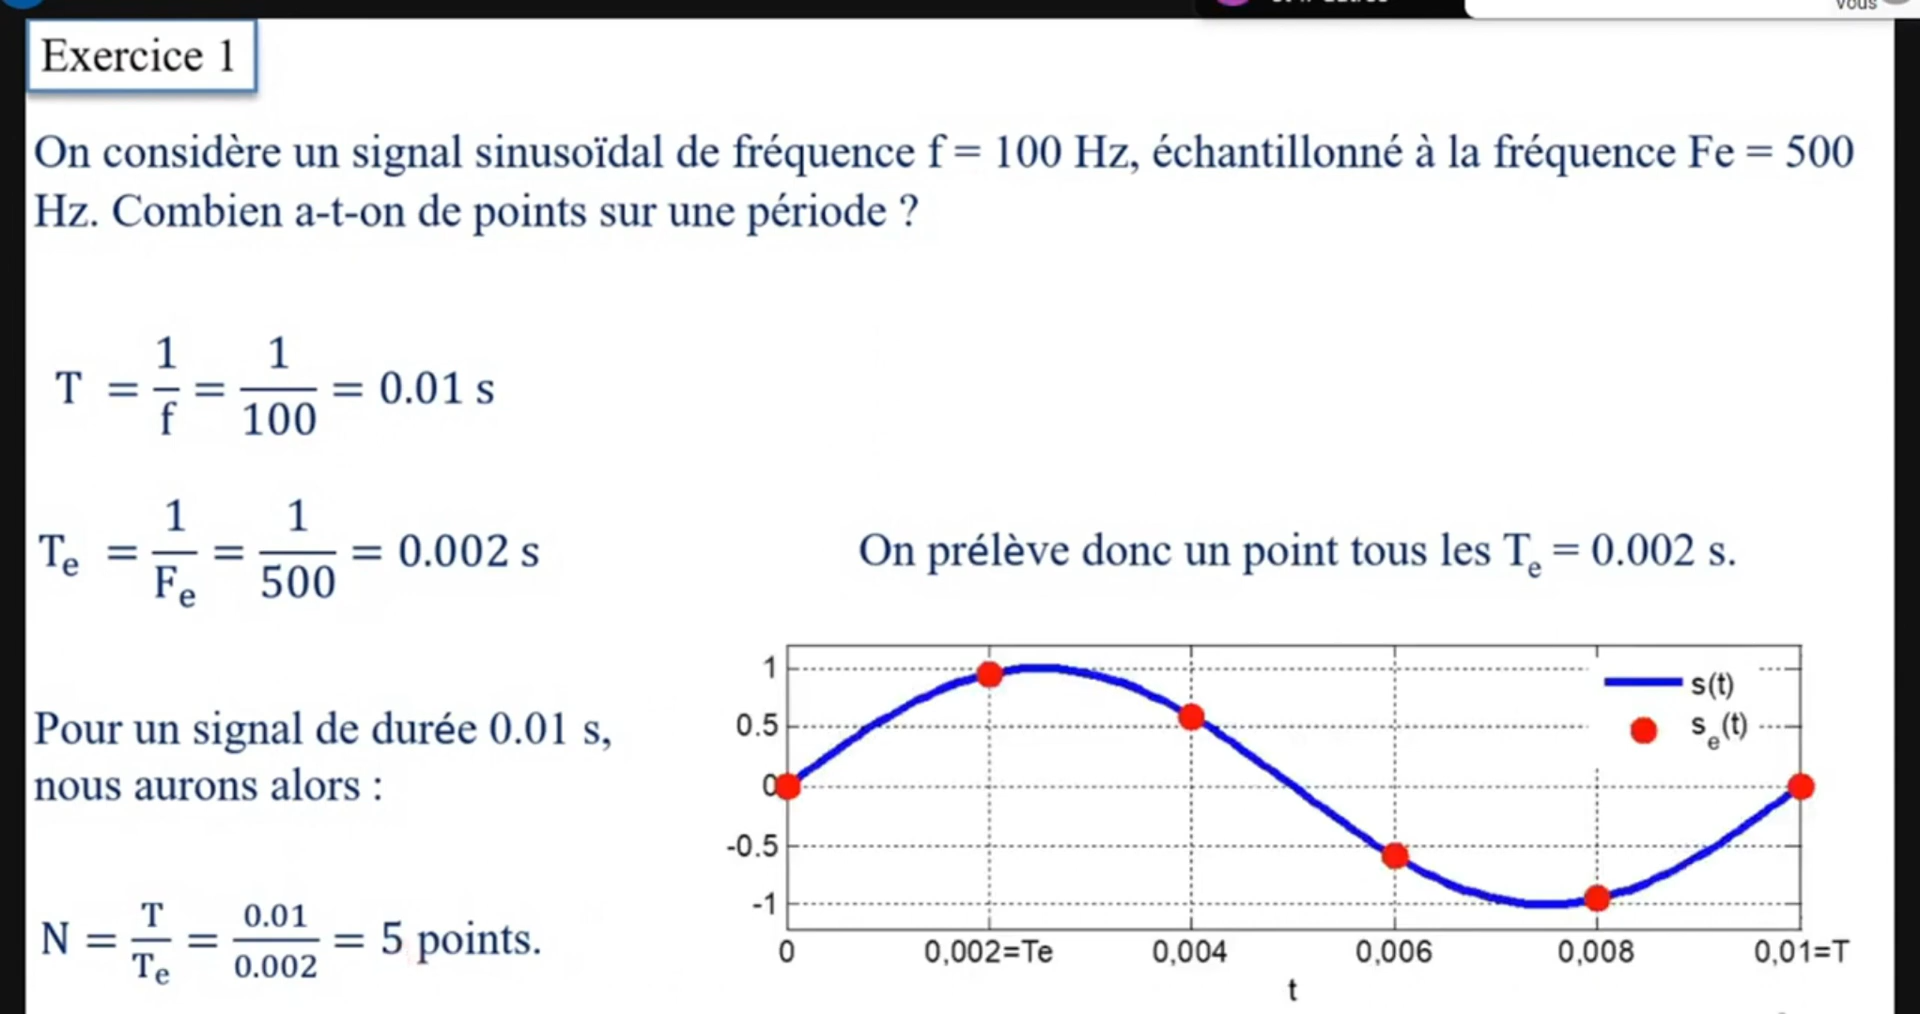 vous
Exercice 1
On considère un signal sinusoïdal de fréquence f = 100 Hz, échantillonné à la fréquence Fe = 500
Hz. Combien a-t-on de points sur une période ?
T = 1/f = 1/100 = 0.01 s
Te = 1/Fe = 1/500 = 0.002 s
On prélève donc un point tous les Te = 0.002 s.
Pour un signal de durée 0.01 s,
nous aurons alors :
N = T/Te = 0.01/0.002 = 5 points.
1
0.5
0
-0.5
-1
s(t)
se(t)
0 0,002=Te 0,004 0,006 0,008 0,01=T
t